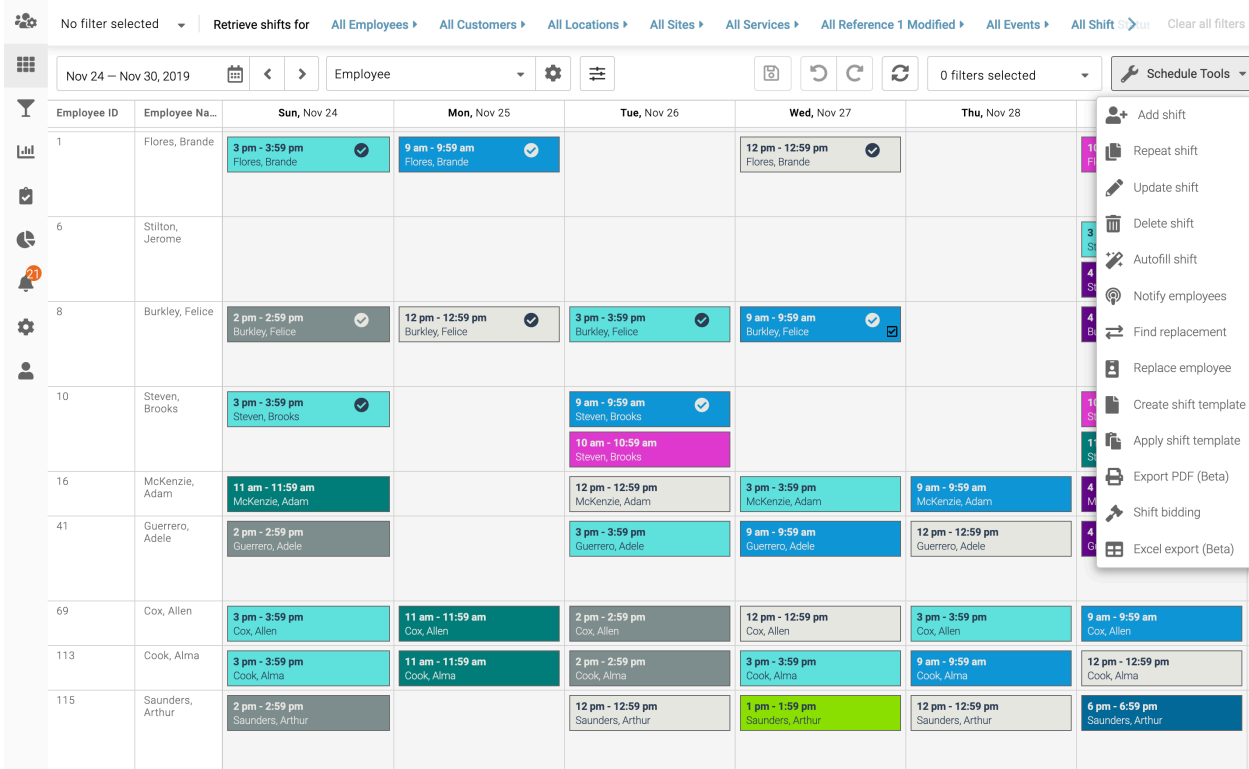 No filter selected Retrieve shifts for All Employees All Customers All Locations All Sites All Services All Reference 1 Modified All Events All Shift Status Clear all filters
Nov 24 — Nov 30, 2019 Employee 0 filters selected Schedule Tools
Employee ID Employee Na... Sun, Nov 24 Mon, Nov 25 Tue, Nov 26 Wed, Nov 27 Thu, Nov 28
Add shift
Repeat shift
Update shift
Delete shift
Autofill shift
Notify employees
Find replacement
Replace employee
Create shift template
Apply shift template
Export PDF (Beta)
Shift bidding
Excel export (Beta)
21
1 Flores, Brande
3 pm - 3:59 pm
Flores, Brande
9 am - 9:59 am
Flores, Brande
12 pm - 12:59 pm
Flores, Brande
10
6 Stilton,
Jerome
3
St
4
St
8 Burkley, Felice
2 pm - 2:59 pm
Burkley, Felice
12 pm - 12:59 pm
Burkley, Felice
3 pm - 3:59 pm
Burkley, Felice
9 am - 9:59 am
Burkley, Felice
4
10 Steven,
Brooks
3 pm - 3:59 pm
Steven, Brooks
9 am - 9:59 am
Steven, Brooks
10 am - 10:59 am
Steven, Brooks
10
St
11
St
16 McKenzie,
Adam
11 am - 11:59 am
McKenzie, Adam
12 pm - 12:59 pm
McKenzie, Adam
3 pm - 3:59 pm
McKenzie, Adam
9 am - 9:59 am
McKenzie, Adam
4
41 Guerrero,
Adele
2 pm - 2:59 pm
Guerrero, Adele
3 pm - 3:59 pm
Guerrero, Adele
9 am - 9:59 am
Guerrero, Adele
12 pm - 12:59 pm
Guerrero, Adele
4
69 Cox, Allen
3 pm - 3:59 pm
Cox, Allen
11 am - 11:59 am
Cox, Allen
2 pm - 2:59 pm
Cox, Allen
12 pm - 12:59 pm
Cox, Allen
3 pm - 3:59 pm
Cox, Allen
9 am - 9:59 am
Cox, Allen
113 Cook, Alma
3 pm - 3:59 pm
Cook, Alma
11 am - 11:59 am
Cook, Alma
2 pm - 2:59 pm
Cook, Alma
3 pm - 3:59 pm
Cook, Alma
9 am - 9:59 am
Cook, Alma
12 pm - 12:59 pm
Cook, Alma
115 Saunders,
Arthur
2 pm - 2:59 pm
Saunders, Arthur
12 pm - 12:59 pm
Saunders, Arthur
1 pm - 1:59 pm
Saunders, Arthur
12 pm - 12:59 pm
Saunders, Arthur
6 pm - 6:59 pm
Saunders, Arthur